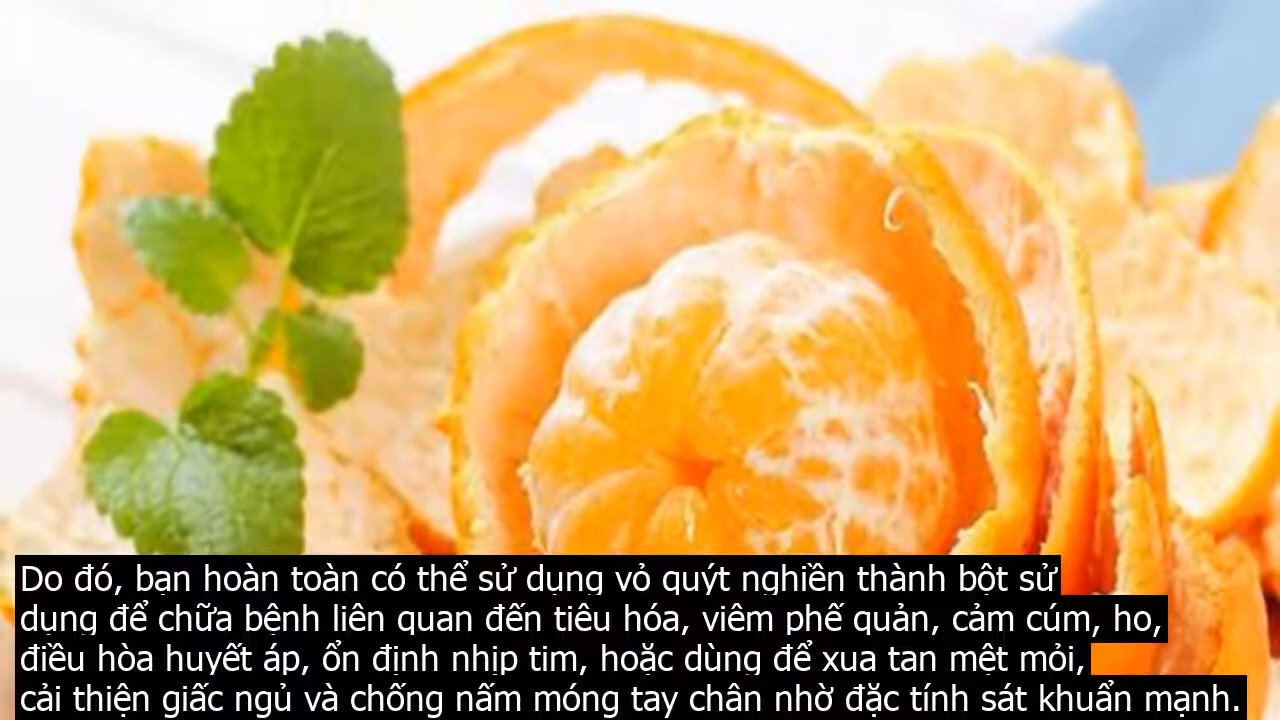 Do đó, bạn hoàn toàn có thể sử dụng vỏ quýt nghiền thành bột sử
dụng để chữa bệnh liên quan đến tiêu hóa, viêm phế quản, cảm cúm, ho,
điều hòa huyết áp, ổn định nhịp tim, hoặc dùng để xua tan mệt mỏi,
cải thiện giấc ngủ và chống nấm móng tay chân nhờ đặc tính sát khuẩn mạnh.